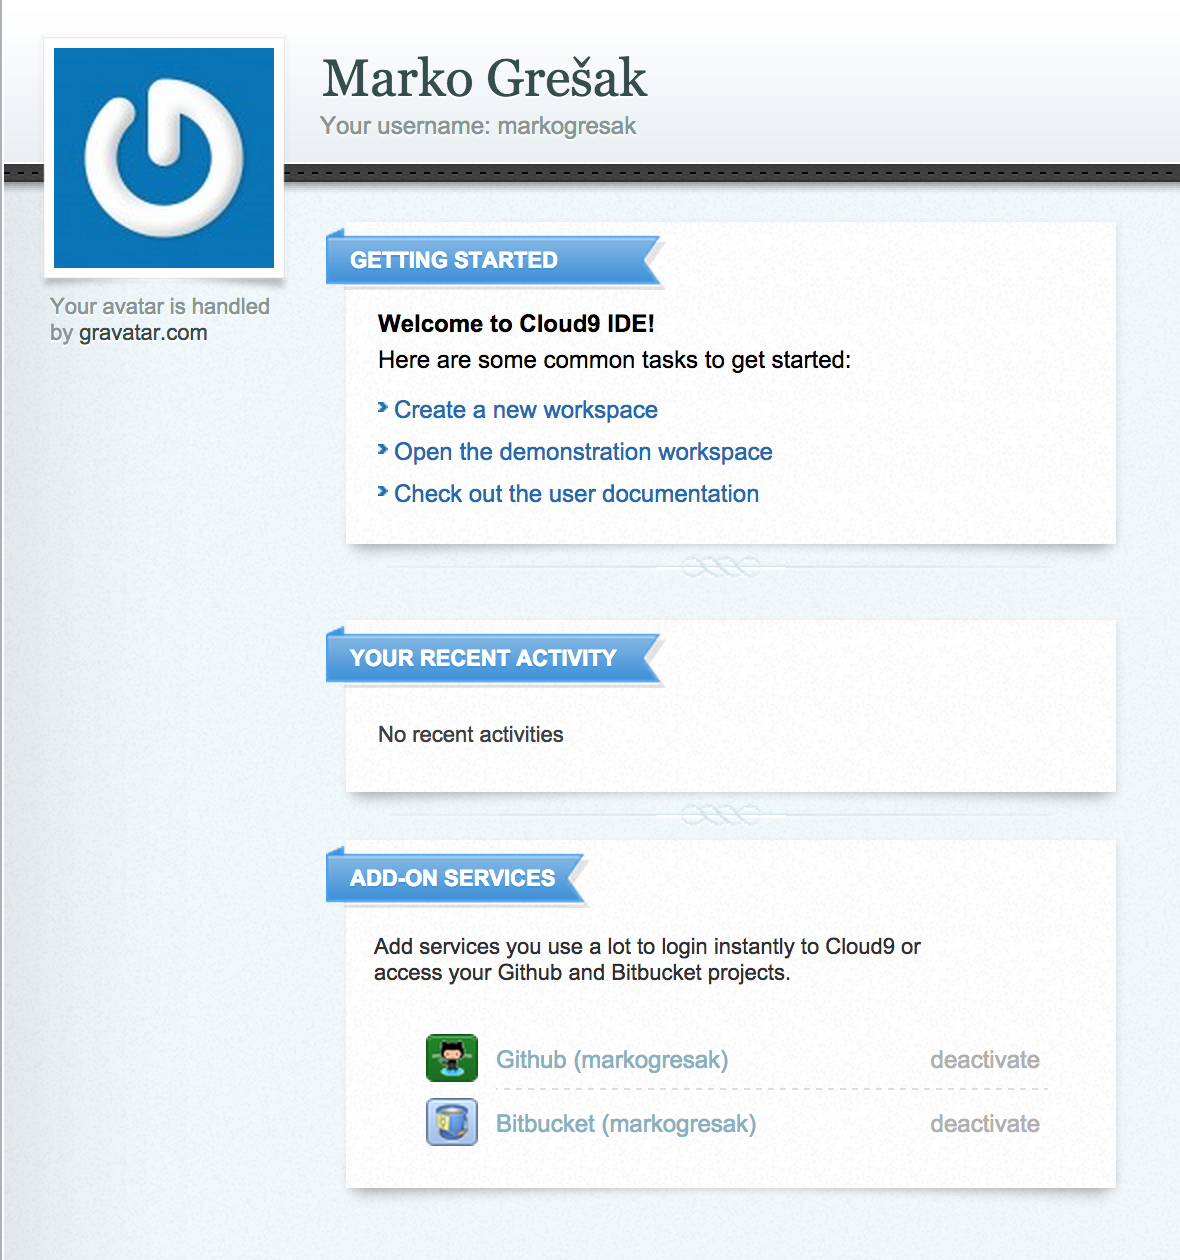 Marko Grešak
Your username: markogresak
Your avatar is handled
by gravatar.com
GETTING STARTED
Welcome to Cloud9 IDE!
Here are some common tasks to get started:
Create a new workspace
Open the demonstration workspace
Check out the user documentation
YOUR RECENT ACTIVITY
No recent activities
ADD-ON SERVICES
Add services you use a lot to login instantly to Cloud9 or
access your Github and Bitbucket projects.
Github (markogresak) deactivate
Bitbucket (markogresak) deactivate